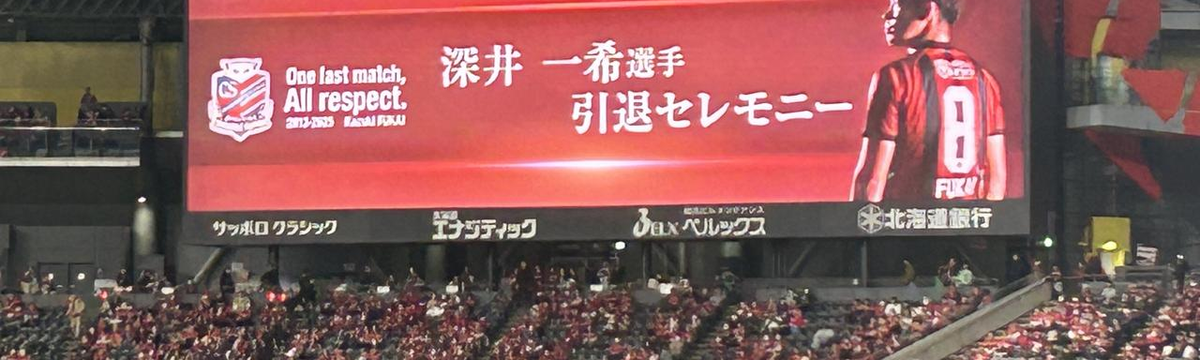 One last match,
All respect.
2013-2025 Kazuki FUKAI
深井 一希選手
引退セレモニー
8
FUKAI
サッポロ クラシック
エナジティック
BELX ベルックス
北海道銀行